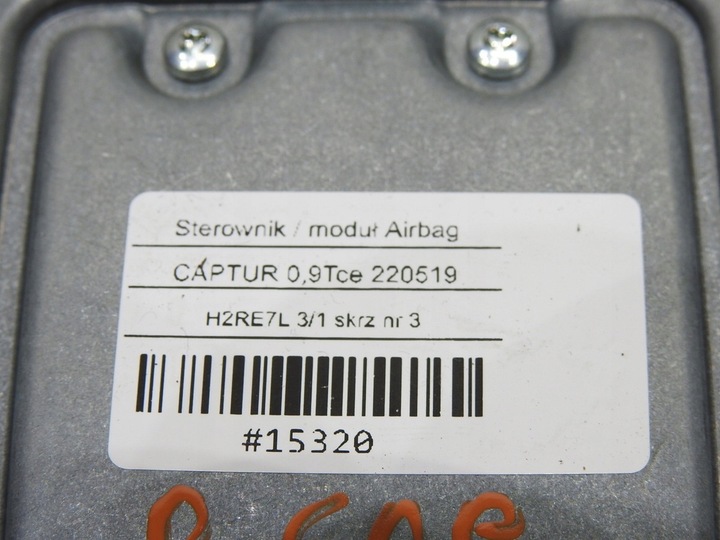 Sterownik / moduł Airbag
CAPTUR 0,9Tce 220519
H2RE7L 3/1 skrz nr 3
#15320